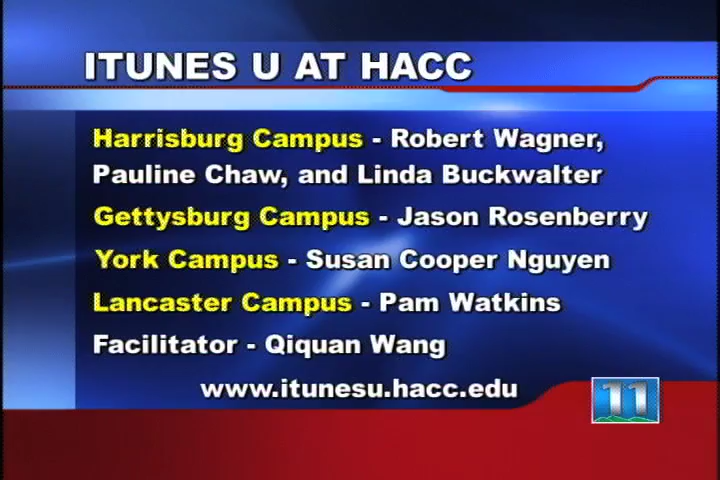 ITUNES U AT HACC
Harrisburg Campus - Robert Wagner,
Pauline Chaw, and Linda Buckwalter
Gettysburg Campus - Jason Rosenberry
York Campus - Susan Cooper Nguyen
Lancaster Campus - Pam Watkins
Facilitator - Qiquan Wang
www.itunesu.hacc.edu
11